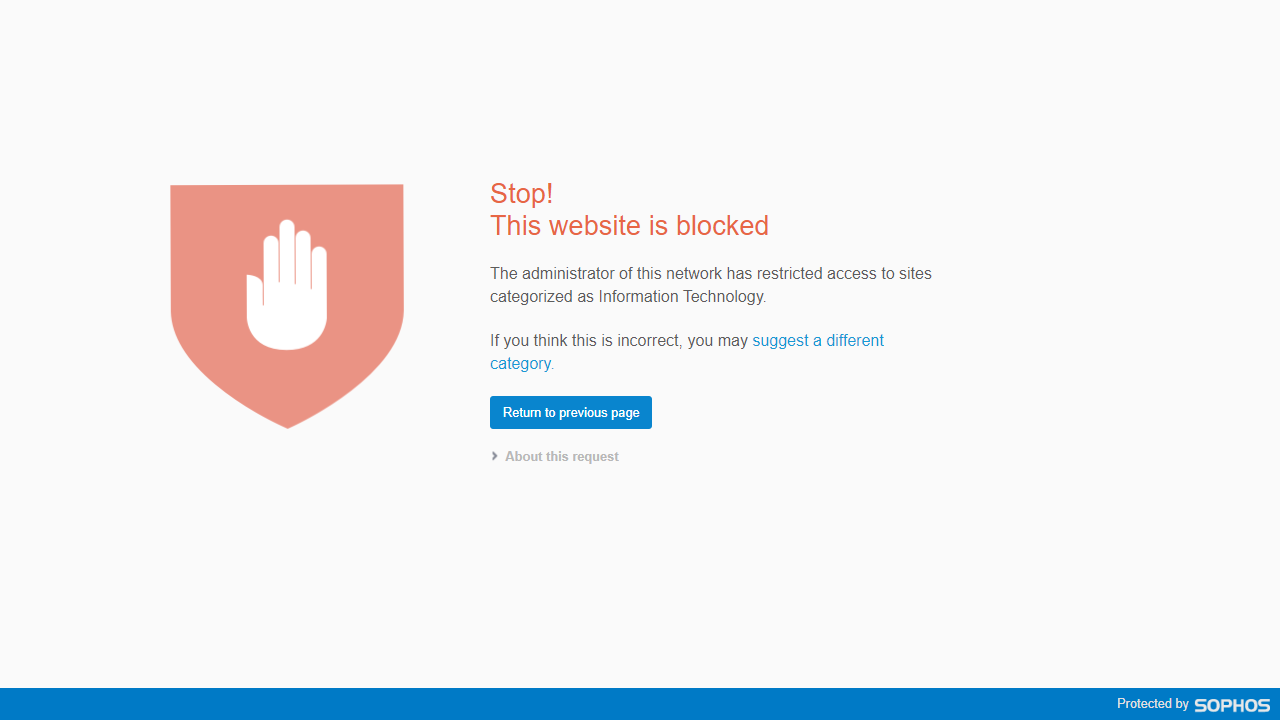 Stop!
This website is blocked
The administrator of this network has restricted access to sites
categorized as Information Technology.
If you think this is incorrect, you may suggest a different
category.
Return to previous page
About this request
Protected by SOPHOS